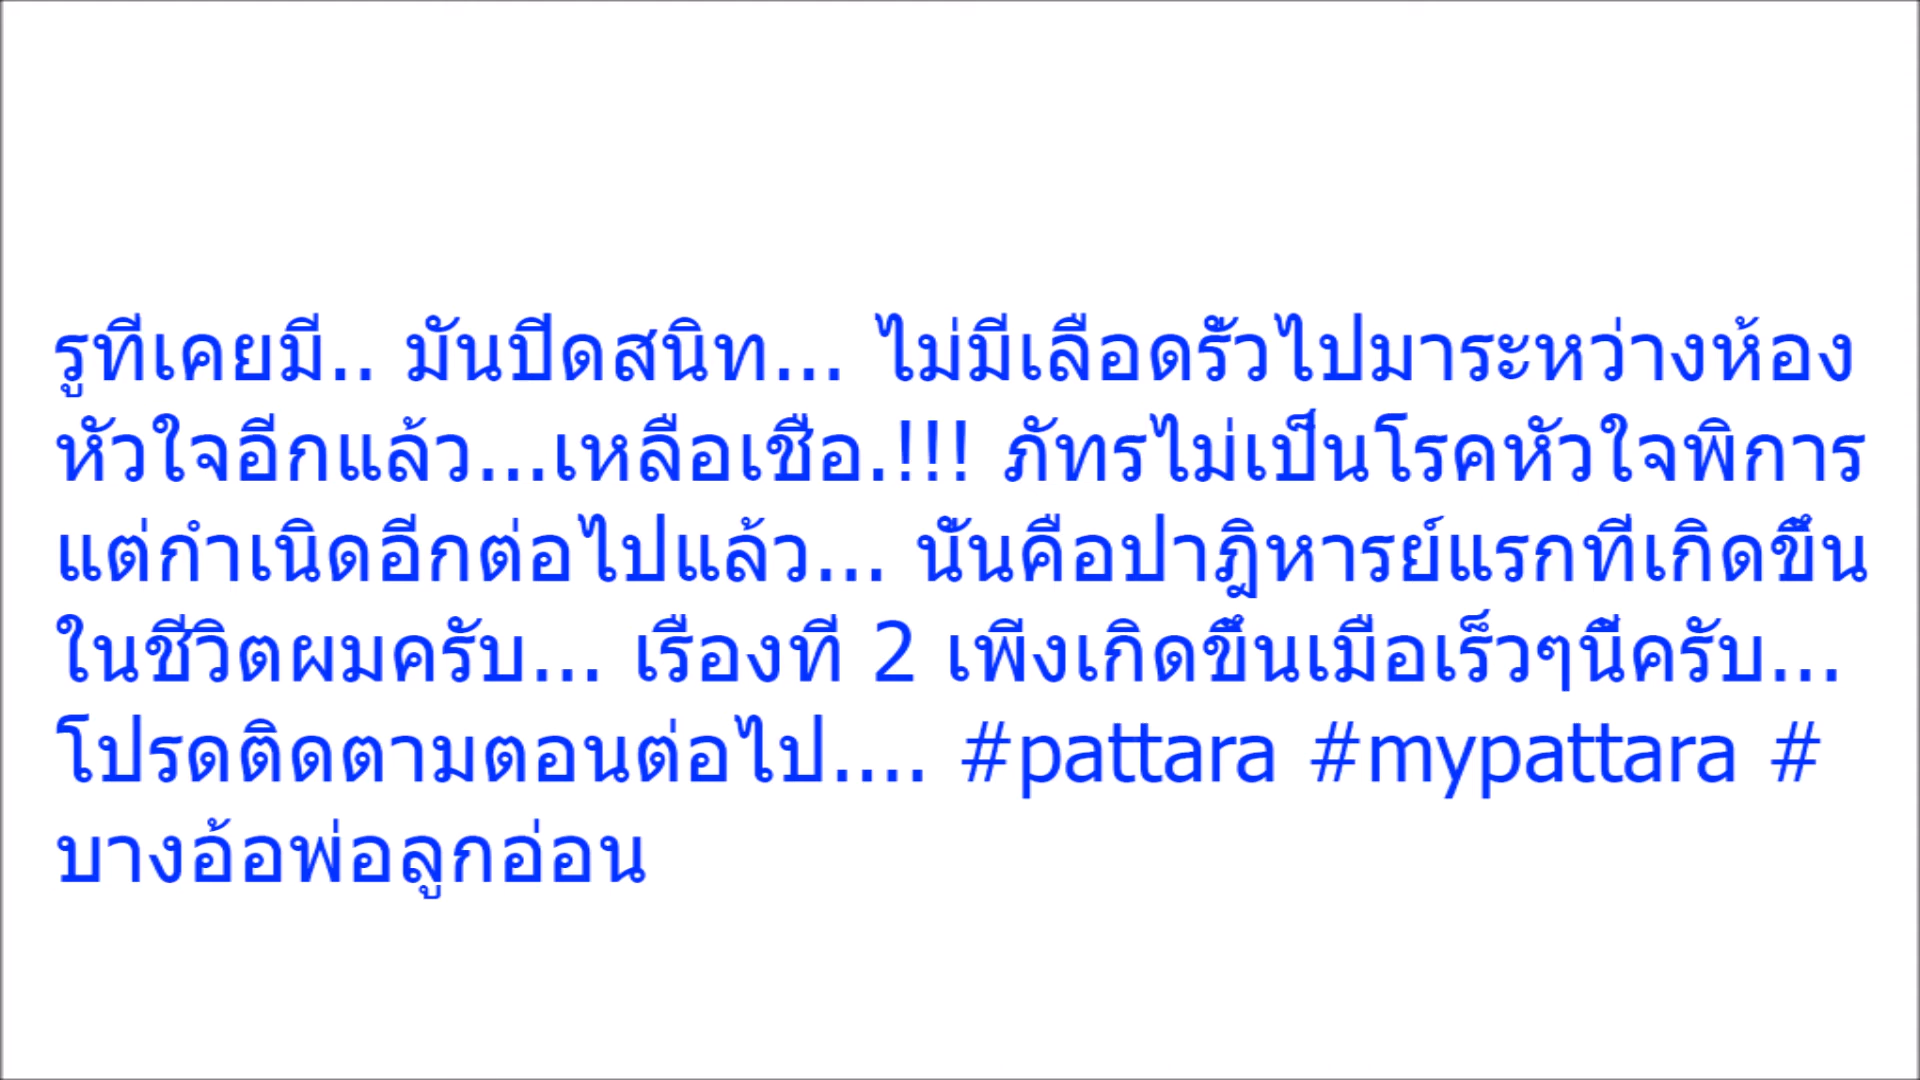 รูที่เคยมี.. มันปิดสนิท... ไม่มีเลือดรั่วไปมาระหว่างห้อง
หัวใจอีกแล้ว...เหลือเชื่อ.!!! ภัทรไม่เป็นโรคหัวใจพิการ
แต่กำเนิดอีกต่อไปแล้ว... นั่นคือปาฎิหารย์แรกที่เกิดขึ้น
ในชีวิตผมครับ... เรื่องที่ 2 เพิ่งเกิดขึ้นเมื่อเร็วๆนี้ครับ...
โปรดติดตามตอนต่อไป.... #pattara #mypattara #
บางอ้อพ่อลูกอ่อน